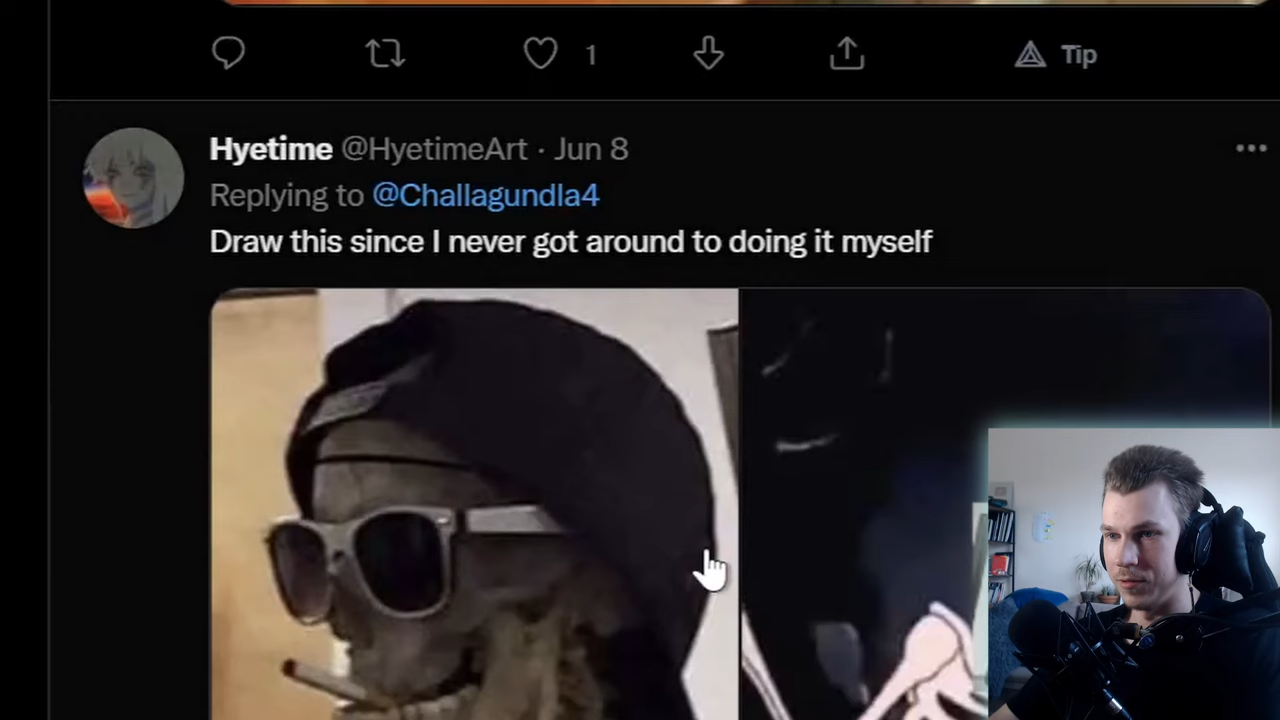 1
Tip
Hyetime @HyetimeArt · Jun 8
Replying to @Challagundla4
Draw this since I never got around to doing it myself